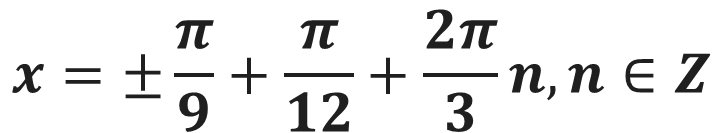 x = ± π/9 + π/12 + 2π/3 n, n ∈ Z